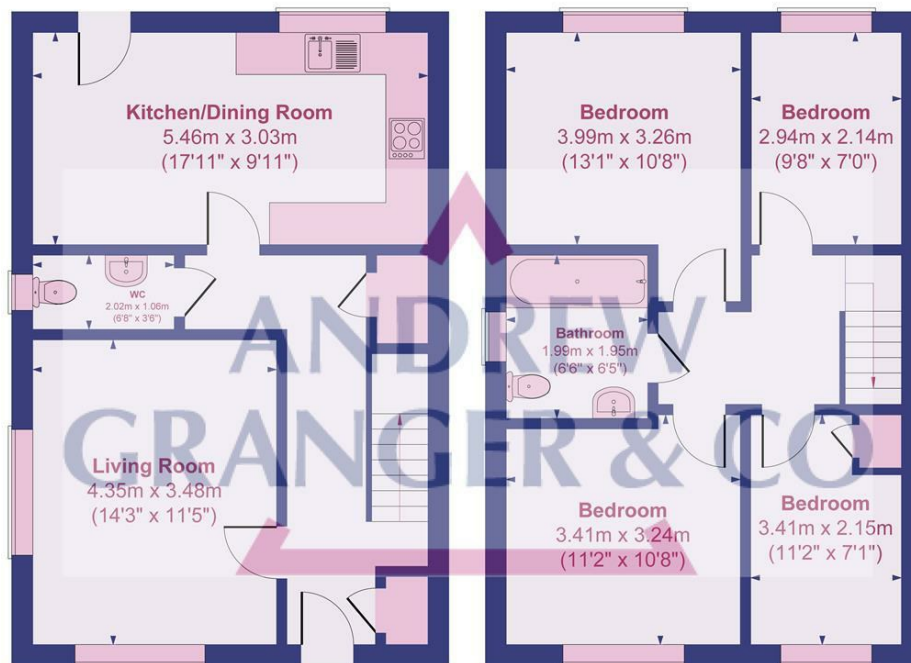 Kitchen/Dining Room
5.46m x 3.03m
(17'11" x 9'11")
WC
2.02m x 1.06m
(6'8" x 3'6")
Living Room
4.35m x 3.48m
(14'3" x 11'5")
Bedroom
3.99m x 3.26m
(13'1" x 10'8")
Bedroom
2.94m x 2.14m
(9'8" x 7'0")
Bathroom
1.99m x 1.95m
(6'6" x 6'5")
Bedroom
3.41m x 3.24m
(11'2" x 10'8")
Bedroom
3.41m x 2.15m
(11'2" x 7'1")
ANDREW
GRANGER & CO